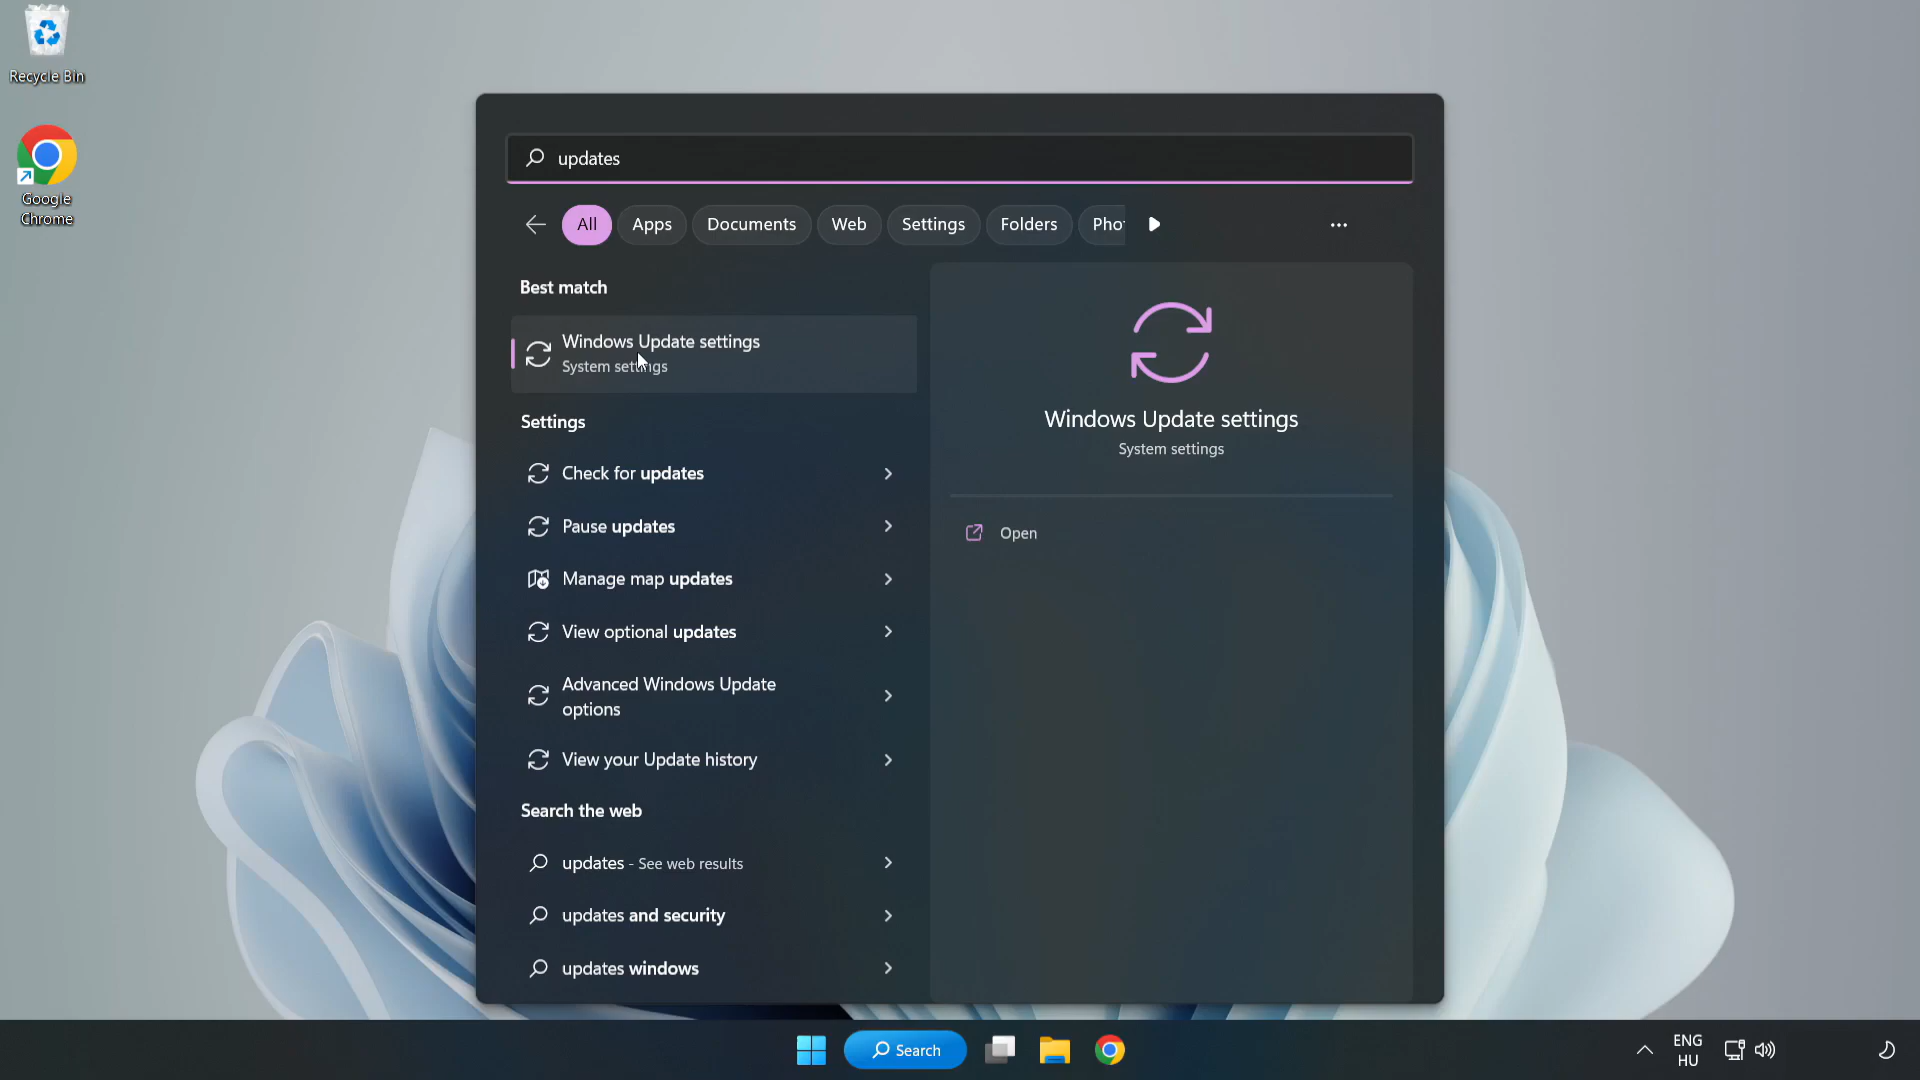 Recycle Bin
Google
Chrome
updates
All
Apps
Documents
Web
Settings
Folders
Pho
Best match
Windows Update settings
System settings
Settings
Check for updates
Pause updates
Manage map updates
View optional updates
Advanced Windows Update
options
View your Update history
Search the web
updates - See web results
updates and security
updates windows
Windows Update settings
System settings
Open
Search
ENG
HU